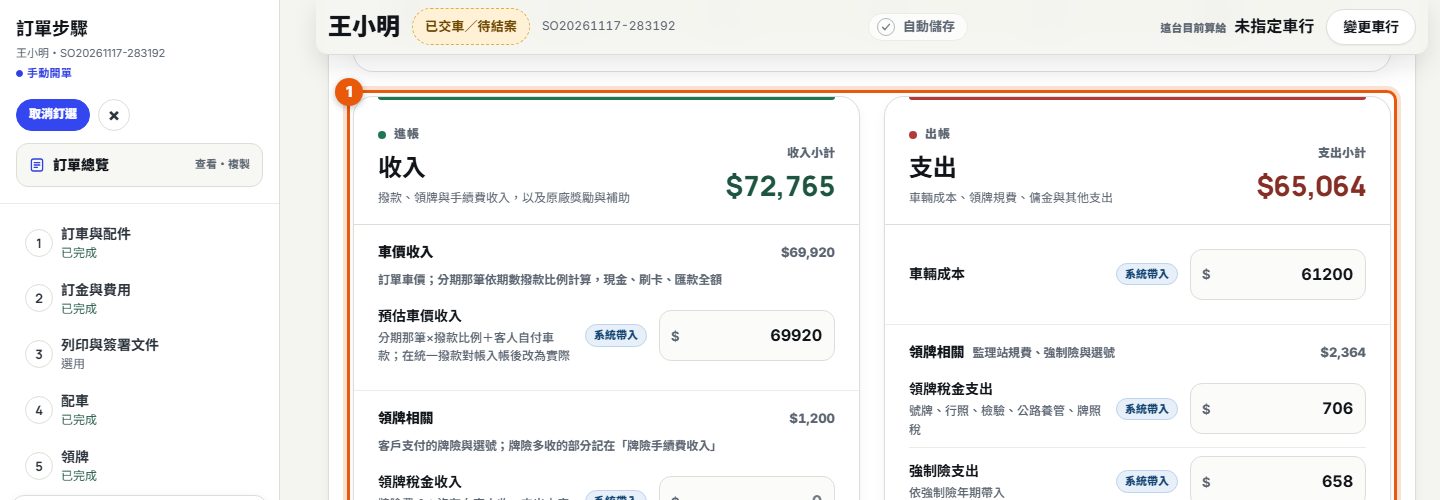 訂單步驟
王小明・SO20261117-283192
手動開單
取消釘選
訂單總覽
查看・複製
1
訂車與配件
已完成
2
訂金與費用
已完成
3
列印與簽署文件
選用
4
配車
已完成
5
領牌
已完成
王小明
已交車／待結案
SO20261117-283192
自動儲存
這台目前算給 未指定車行
變更車行
1
進帳
收入
撥款、領牌與手續費收入，以及原廠獎勵與補助
收入小計
$72,765
車價收入
$69,920
訂單車價；分期那筆依期數撥款比例計算，現金、刷卡、匯款全額
預估車價收入
分期那筆×撥款比例＋客人自付車
款；在統一撥款對帳入帳後改為實際
系統帶入
$ 69920
領牌相關
$1,200
客戶支付的牌險與選號；牌險多收的部分記在「牌險手續費收入」
領牌稅金收入
出帳
支出
車輛成本、領牌規費、傭金與其他支出
支出小計
$65,064
車輛成本
系統帶入
$ 61200
領牌相關 監理站規費、強制險與選號
$2,364
領牌稅金支出
號牌、行照、檢驗、公路養管、牌照
稅
系統帶入
$ 706
強制險支出
依強制險年期帶入
系統帶入
$ 658